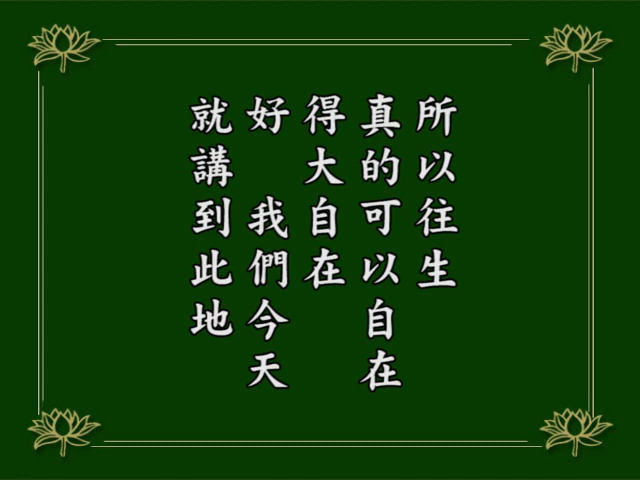 所以往生
真的可以自在
得大自在
好 我們今天
就講到此地